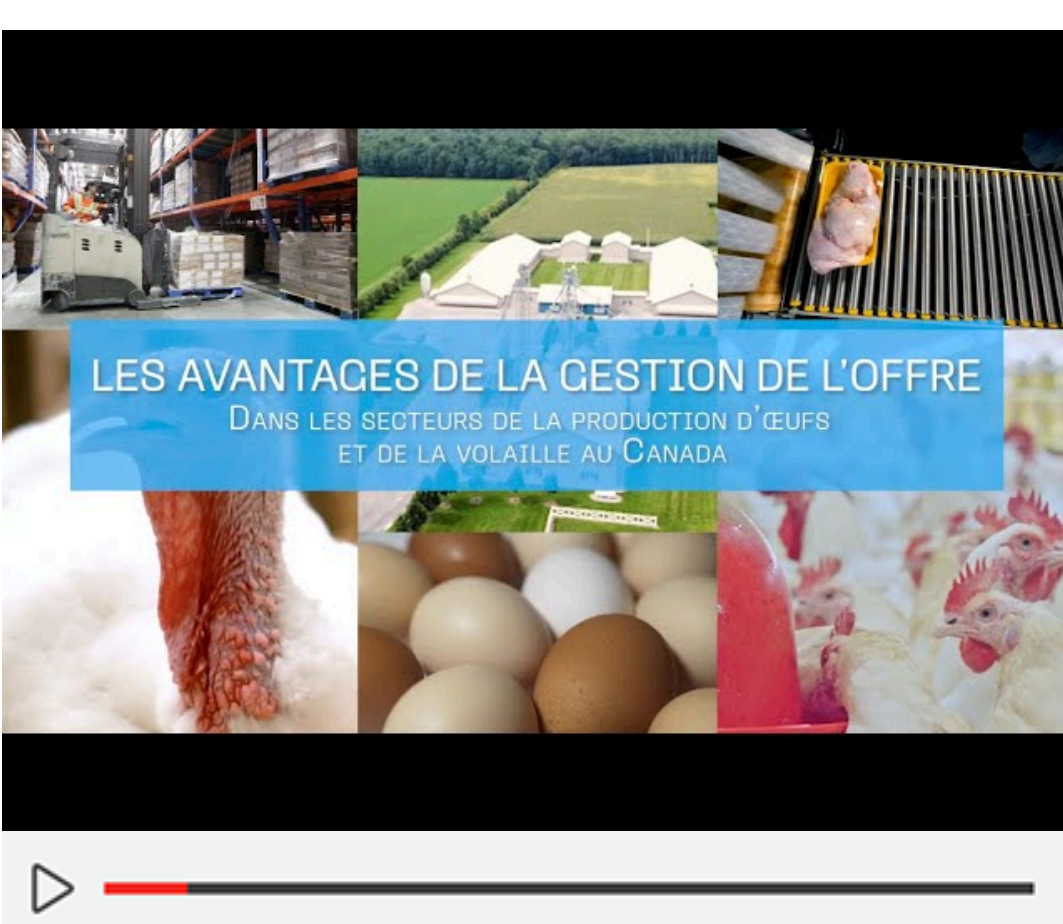 LES AVANTAGES DE LA GESTION DE L'OFFRE
DANS LES SECTEURS DE LA PRODUCTION D'ŒUFS
ET DE LA VOLAILLE AU CANADA